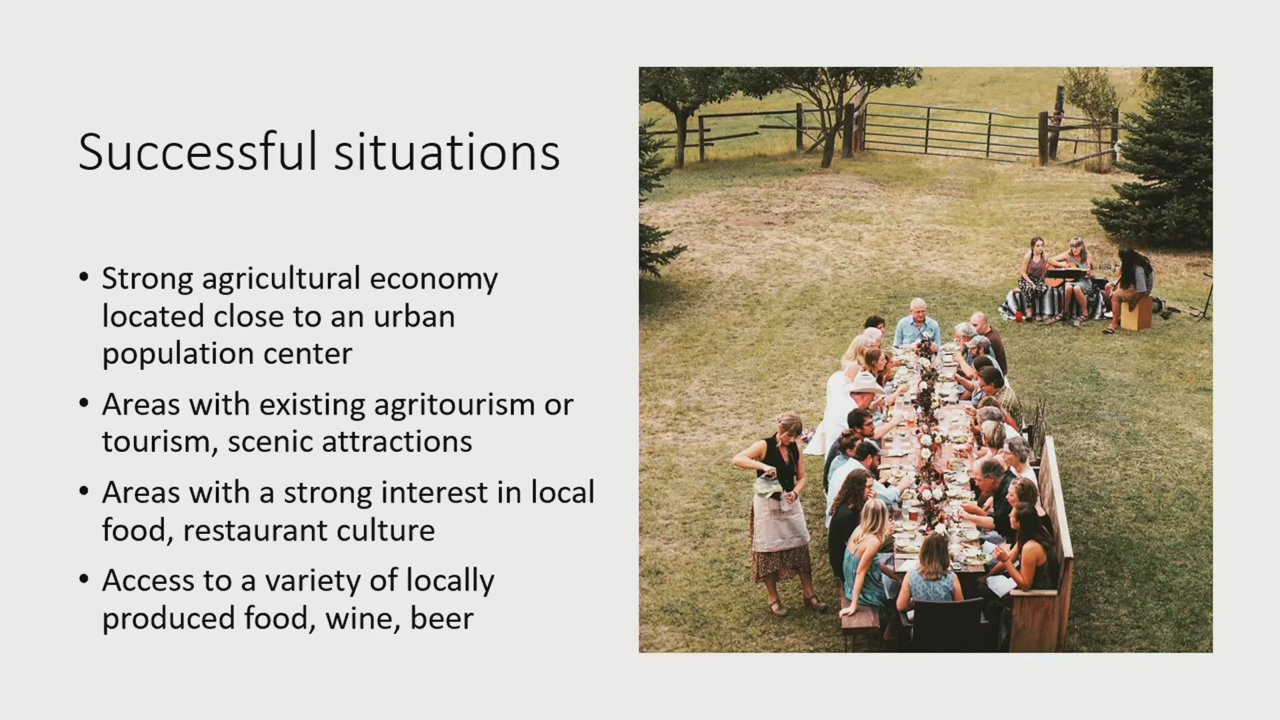 Successful situations
• Strong agricultural economy
located close to an urban
population center
• Areas with existing agritourism or
tourism, scenic attractions
• Areas with a strong interest in local
food, restaurant culture
• Access to a variety of locally
produced food, wine, beer